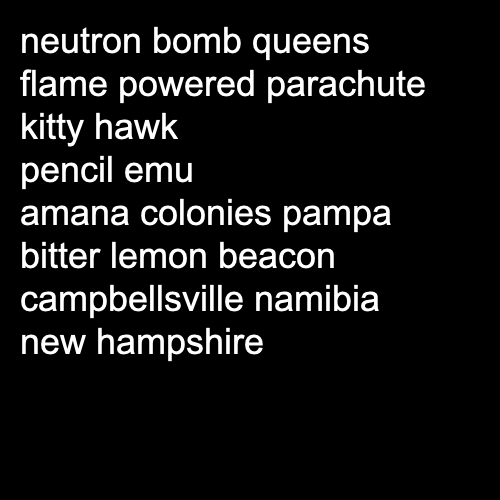 neutron bomb queens
flame powered parachute
kitty hawk
pencil emu
amana colonies pampa
bitter lemon beacon
campbellsville namibia
new hampshire